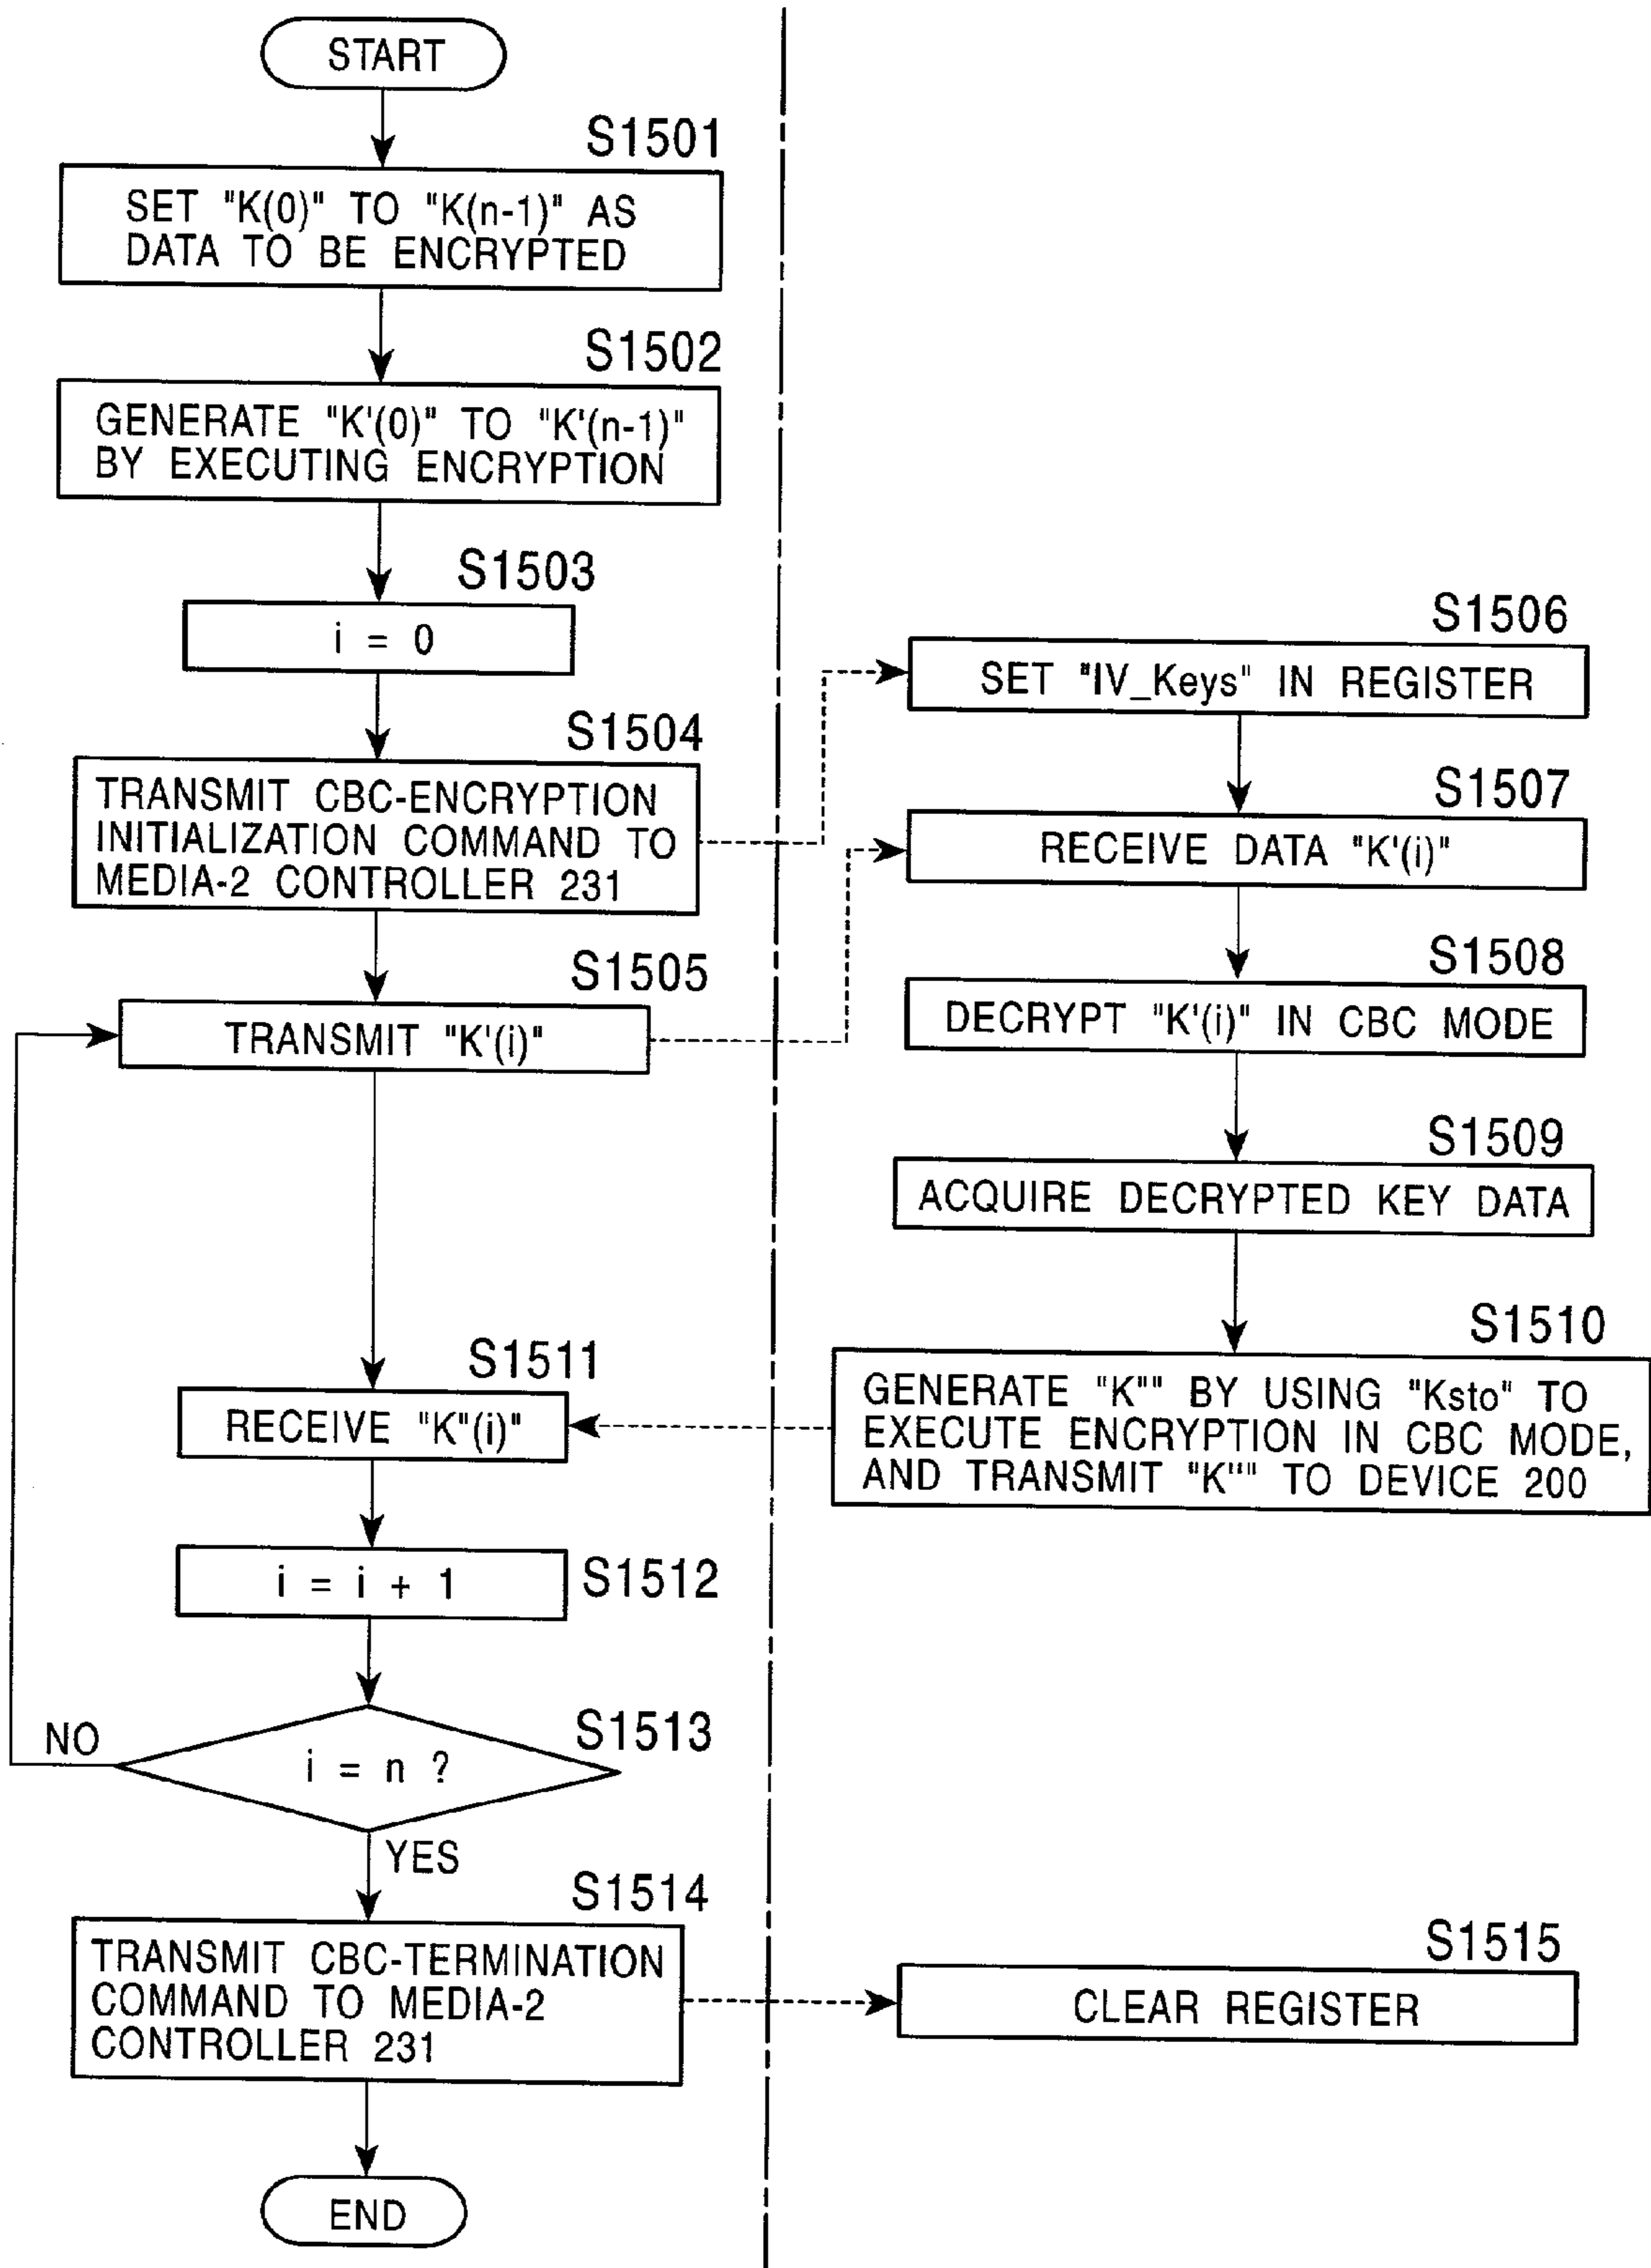 START
S1501
SET "K(0)" TO "K(n-1)" AS
DATA TO BE ENCRYPTED
S1502
GENERATE "K'(0)" TO "K'(n-1)"
BY EXECUTING ENCRYPTION
S1503
i = 0
S1504
TRANSMIT CBC-ENCRYPTION
INITIALIZATION COMMAND TO
MEDIA-2 CONTROLLER 231
S1505
TRANSMIT "K'(i)"
S1506
SET "IV_Keys" IN REGISTER
S1507
RECEIVE DATA "K'(i)"
S1508
DECRYPT "K'(i)" IN CBC MODE
S1509
ACQUIRE DECRYPTED KEY DATA
S1510
GENERATE "K"" BY USING "Ksto" TO
EXECUTE ENCRYPTION IN CBC MODE,
AND TRANSMIT "K"" TO DEVICE 200
S1511
RECEIVE "K"(i)"
i = i + 1
S1512
S1513
NO
i = n ?
YES
S1514
TRANSMIT CBC-TERMINATION
COMMAND TO MEDIA-2
CONTROLLER 231
S1515
CLEAR REGISTER
END